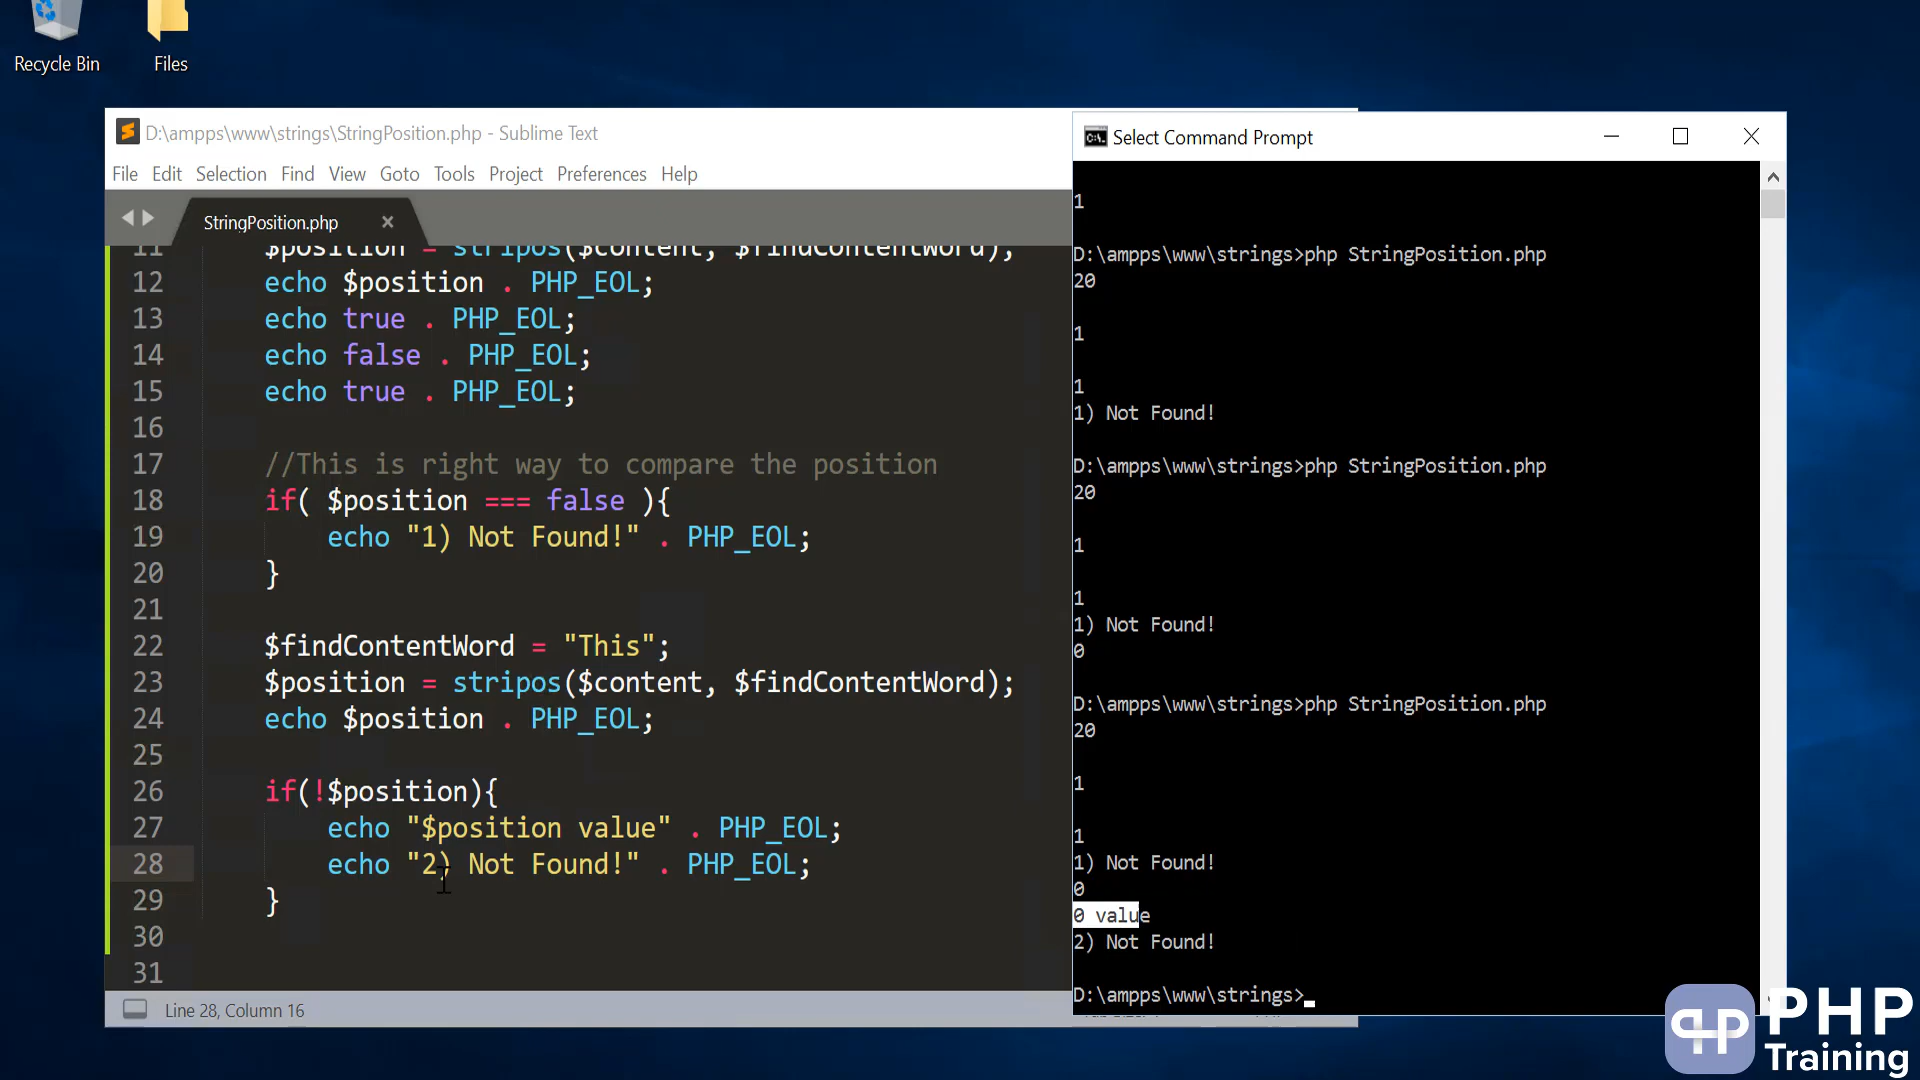 Recycle Bin
Files
D:\ampps\www\strings\StringPosition.php - Sublime Text
File Edit Selection Find View Goto Tools Project Preferences Help
StringPosition.php ×
11 $position = stripos($content, $findContentWord);
12 echo $position . PHP_EOL;
13 echo true . PHP_EOL;
14 echo false . PHP_EOL;
15 echo true . PHP_EOL;
16
17 //This is right way to compare the position
18 if( $position === false ){
19 echo "1) Not Found!" . PHP_EOL;
20 }
21
22 $findContentWord = "This";
23 $position = stripos($content, $findContentWord);
24 echo $position . PHP_EOL;
25
26 if(!$position){
27 echo "$position value" . PHP_EOL;
28 echo "2) Not Found!" . PHP_EOL;
29 }
30
31
Line 28, Column 16
Select Command Prompt
1
D:\ampps\www\strings>php StringPosition.php
20
1
1
1) Not Found!
D:\ampps\www\strings>php StringPosition.php
20
1
1
1) Not Found!
0
D:\ampps\www\strings>php StringPosition.php
20
1
1
1) Not Found!
0
0 value
2) Not Found!
D:\ampps\www\strings>
PHP
Training